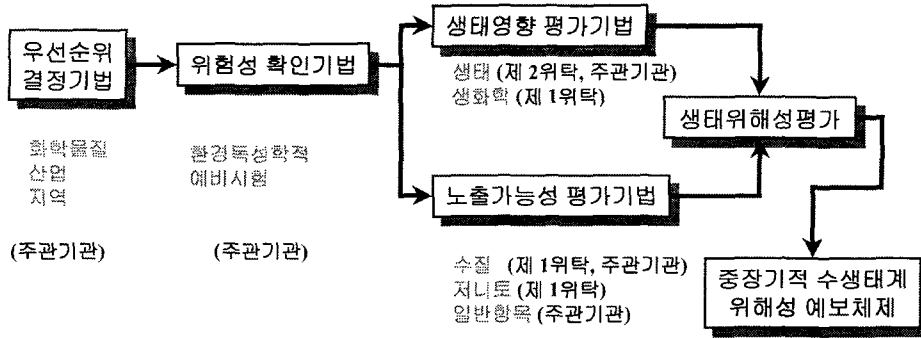 우선순위
결정기법
화학물질
산업
지역
(주관기관)
위험성 확인기법
환경독성학적
예비시험
(주관기관)
생태영향 평가기법
생태 (제 2위탁, 주관기관)
생화학 (제 1위탁)
노출가능성 평가기법
수질 (제 1위탁, 주관기관)
저니토 (제 1위탁)
일반항목 (주관기관)
생태위해성평가
중장기적 수생태계
위해성 예보체제